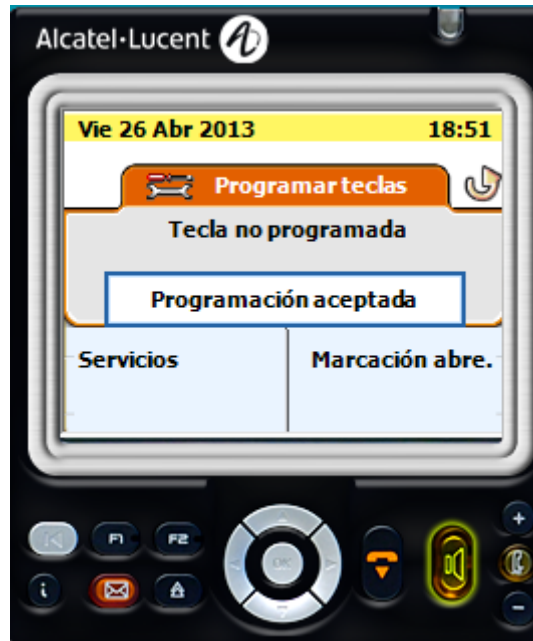 Alcatel·Lucent
Vie 26 Abr 2013 18:51
Programar teclas
Tecla no programada
Programación aceptada
Servicios Marcación abre.
F1 F2
OK
i
+
-